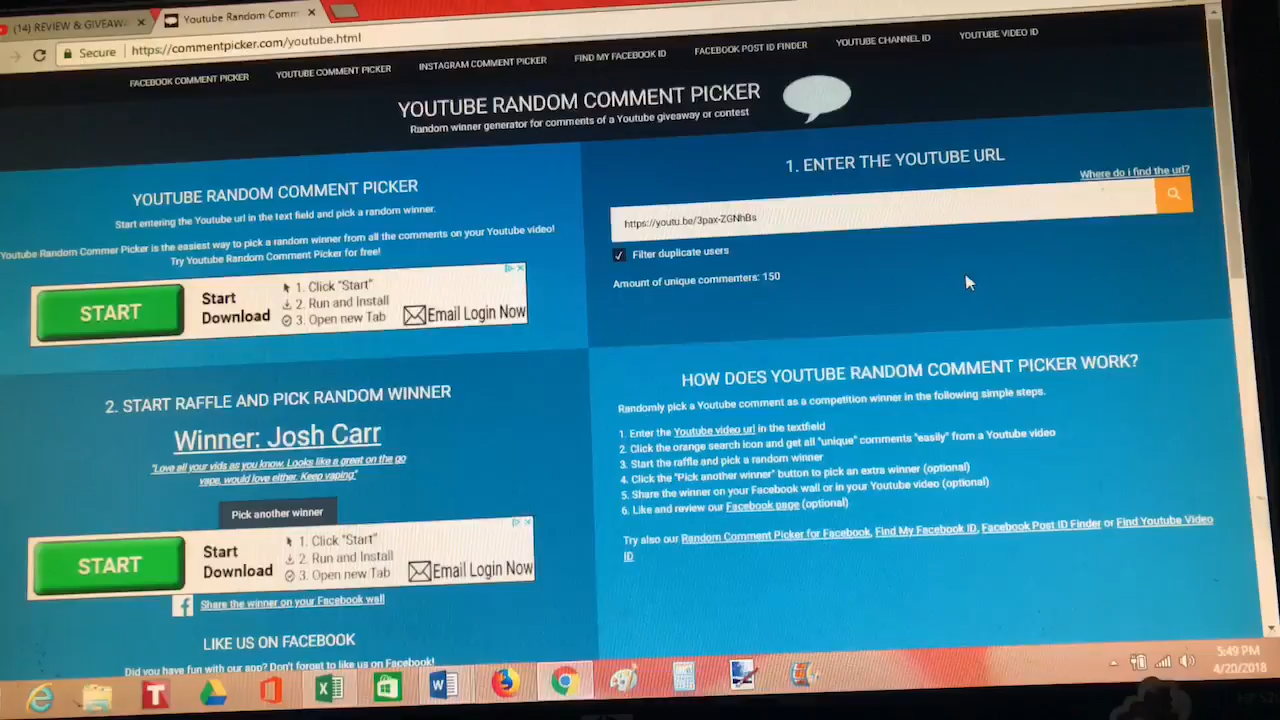 (14) REVIEW & GIVEAWA
Youtube Random Comm
Secure https://commentpicker.com/youtube.html
FACEBOOK COMMENT PICKER YOUTUBE COMMENT PICKER INSTAGRAM COMMENT PICKER FIND MY FACEBOOK ID FACEBOOK POST ID FINDER YOUTUBE CHANNEL ID YOUTUBE VIDEO ID
YOUTUBE RANDOM COMMENT PICKER
Random winner generator for comments of a Youtube giveaway or contest
YOUTUBE RANDOM COMMENT PICKER
Start entering the Youtube url in the text field and pick a random winner.
Youtube Random Commer Picker is the easiest way to pick a random winner from all the comments on your Youtube video!
Try Youtube Random Comment Picker for free!
START
Start
Download
1. Click "Start"
2. Run and Install
3. Open new Tab
Email Login Now
1. ENTER THE YOUTUBE URL
Where do i find the url?
https://youtu.be/3pax-ZGNhBs
Filter duplicate users
Amount of unique commenters: 150
2. START RAFFLE AND PICK RANDOM WINNER
Winner: Josh Carr
"Love all your vids as you know. Looks like a great on the go
vape, would love either. Keep vaping"
Pick another winner
START
Start
Download
1. Click "Start"
2. Run and Install
3. Open new Tab
Email Login Now
Share the winner on your Facebook wall
LIKE US ON FACEBOOK
Did you have fun with our app? Don't forget to like us on Facebook!
HOW DOES YOUTUBE RANDOM COMMENT PICKER WORK?
Randomly pick a Youtube comment as a competition winner in the following simple steps.
1. Enter the Youtube video url in the textfield
2. Click the orange search icon and get all "unique" comments "easily" from a Youtube video
3. Start the raffle and pick a random winner
4. Click the "Pick another winner" button to pick an extra winner (optional)
5. Share the winner on your Facebook wall or in your Youtube video (optional)
6. Like and review our Facebook page (optional)
Try also our Random Comment Picker for Facebook, Find My Facebook ID, Facebook Post ID Finder or Find Youtube Video
ID
5:49 PM
4/20/2018